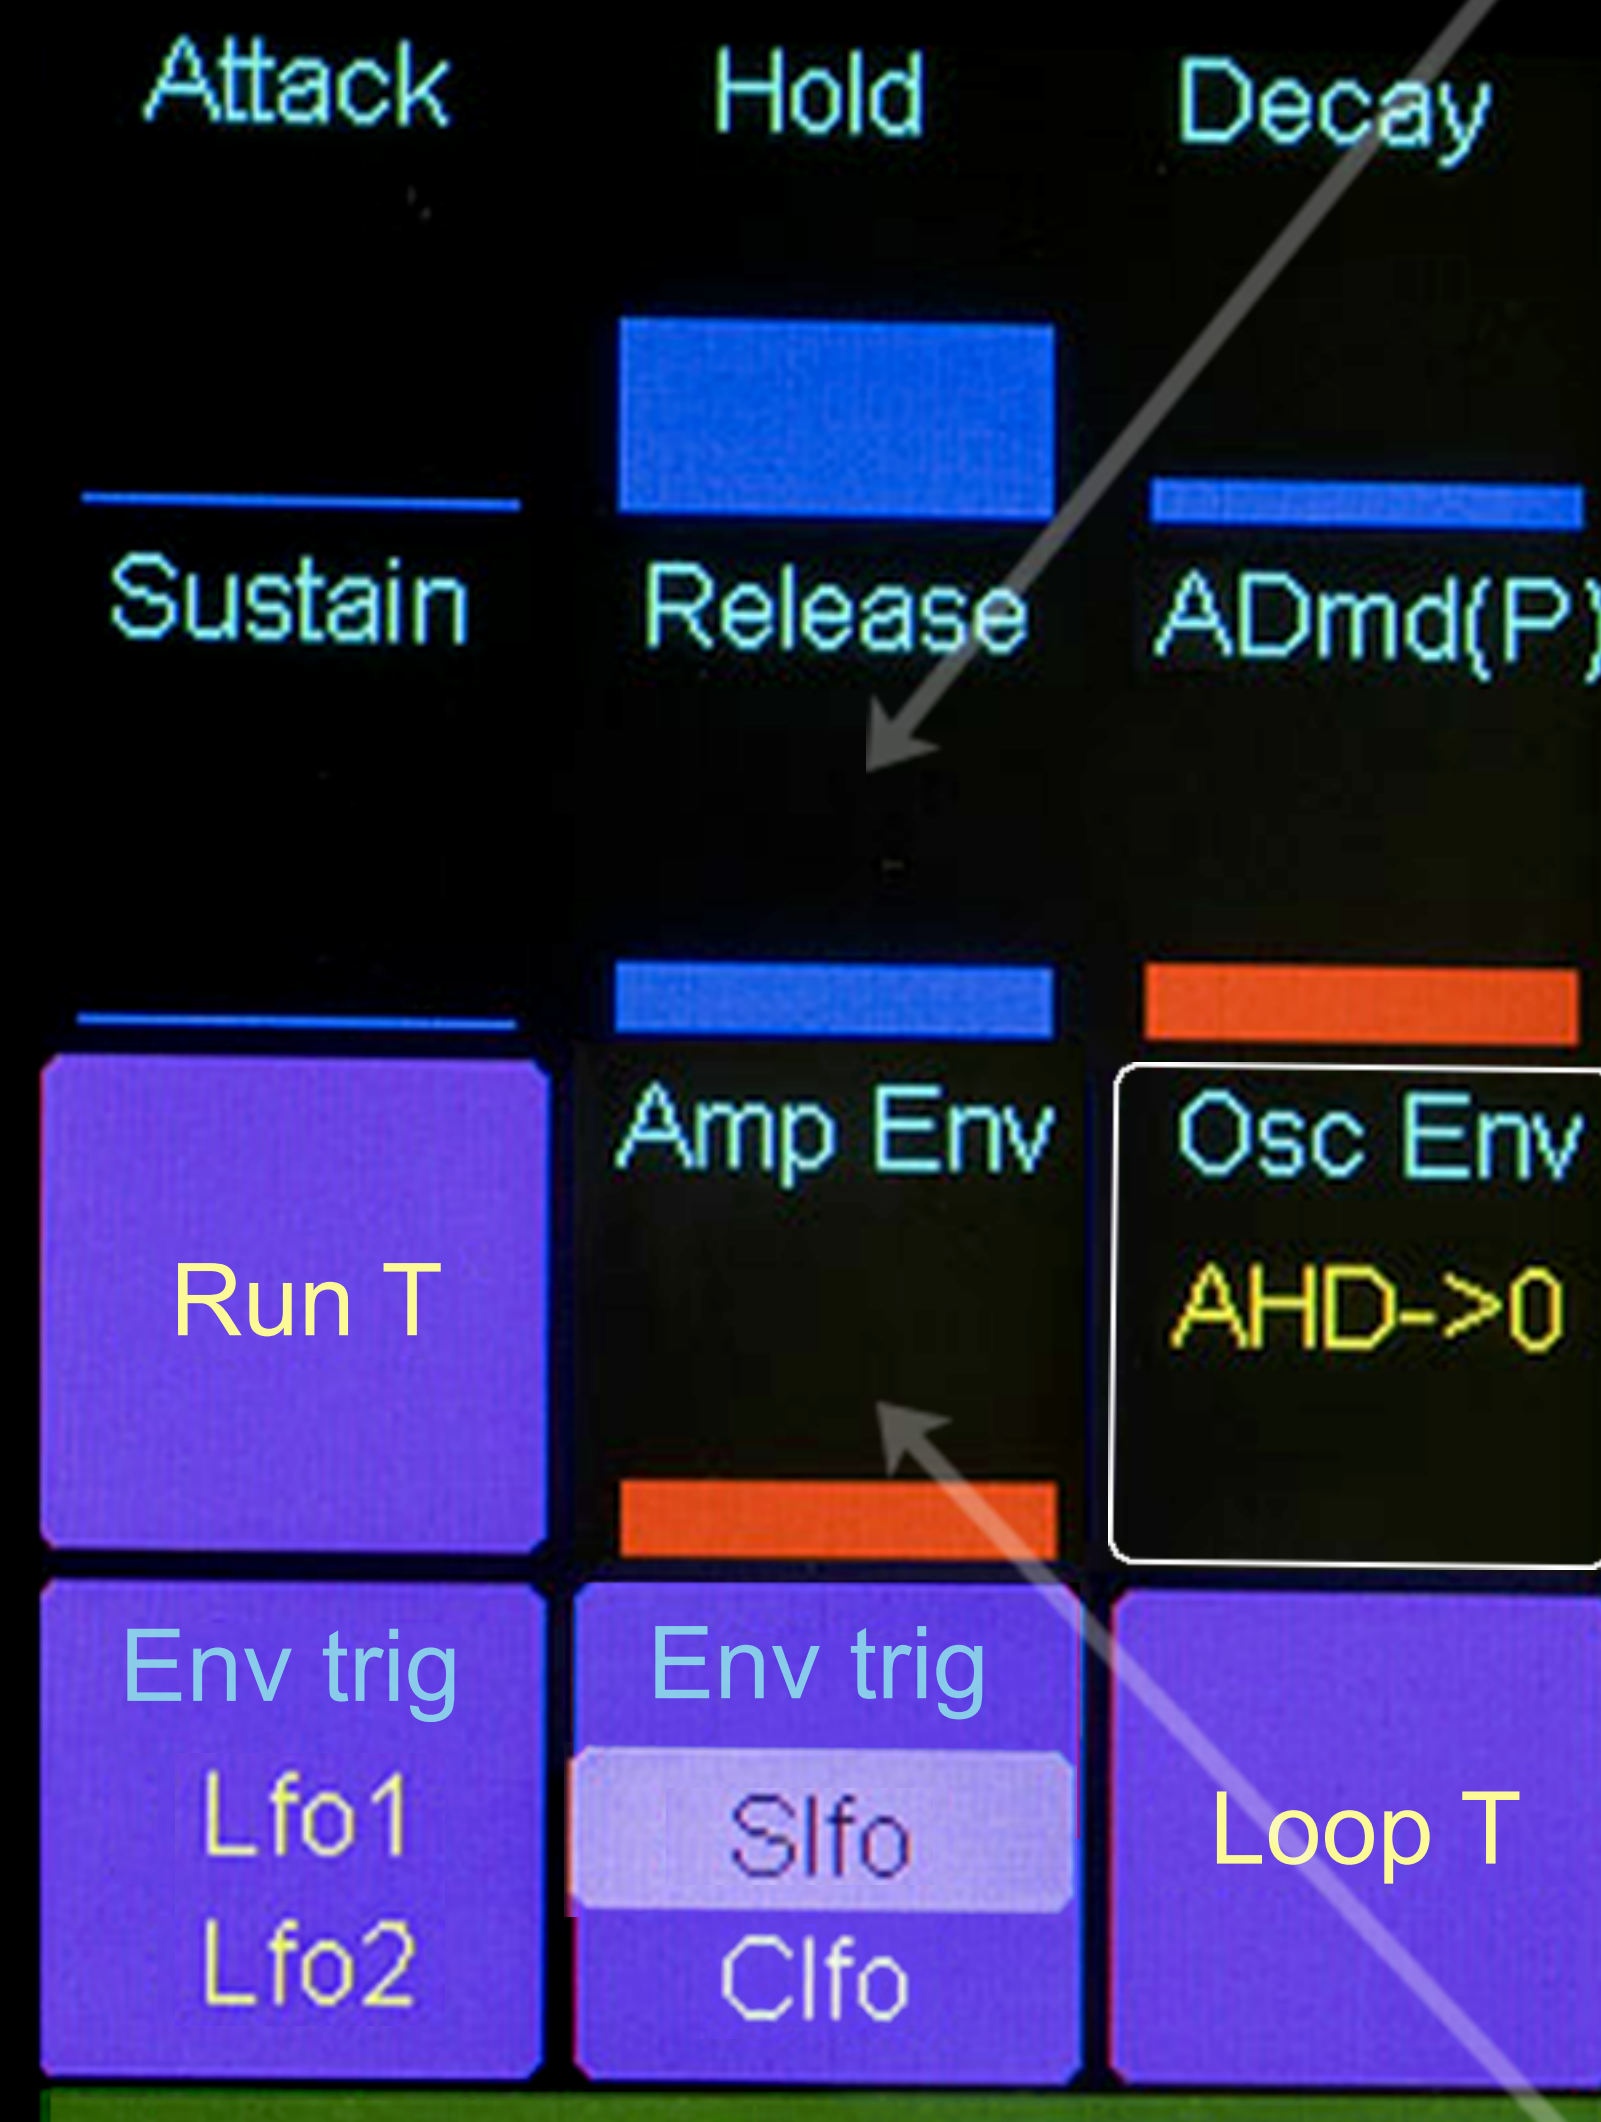 Attack Hold Decay
Sustain Release ADmd(P)
Amp Env Osc Env
Run T AHD->0
Env trig Env trig
Lfo1 Slfo Loop T
Lfo2 Clfo